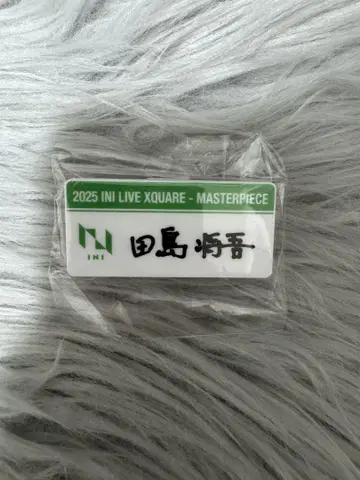 2025 INI LIVE XQUARE - MASTERPIECE
田島将吾
INI